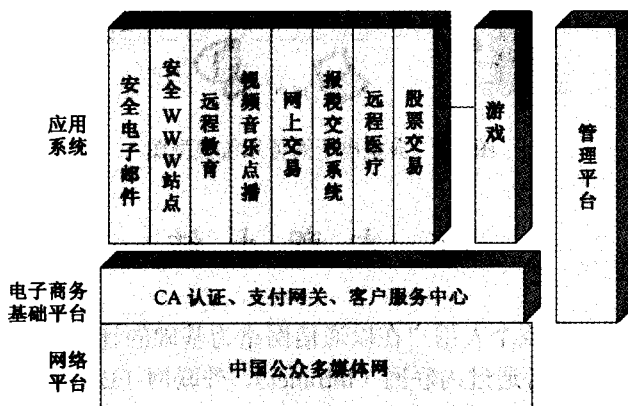 应用
系统
安全电子邮件
安全WWW站点
远程教育
视频音乐点播
网上交易
报税交税系统
远程医疗
股票交易
游戏
管理平台
电子商务
基础平台
CA 认证、支付网关、客户服务中心
网络
平台
中国公众多媒体网